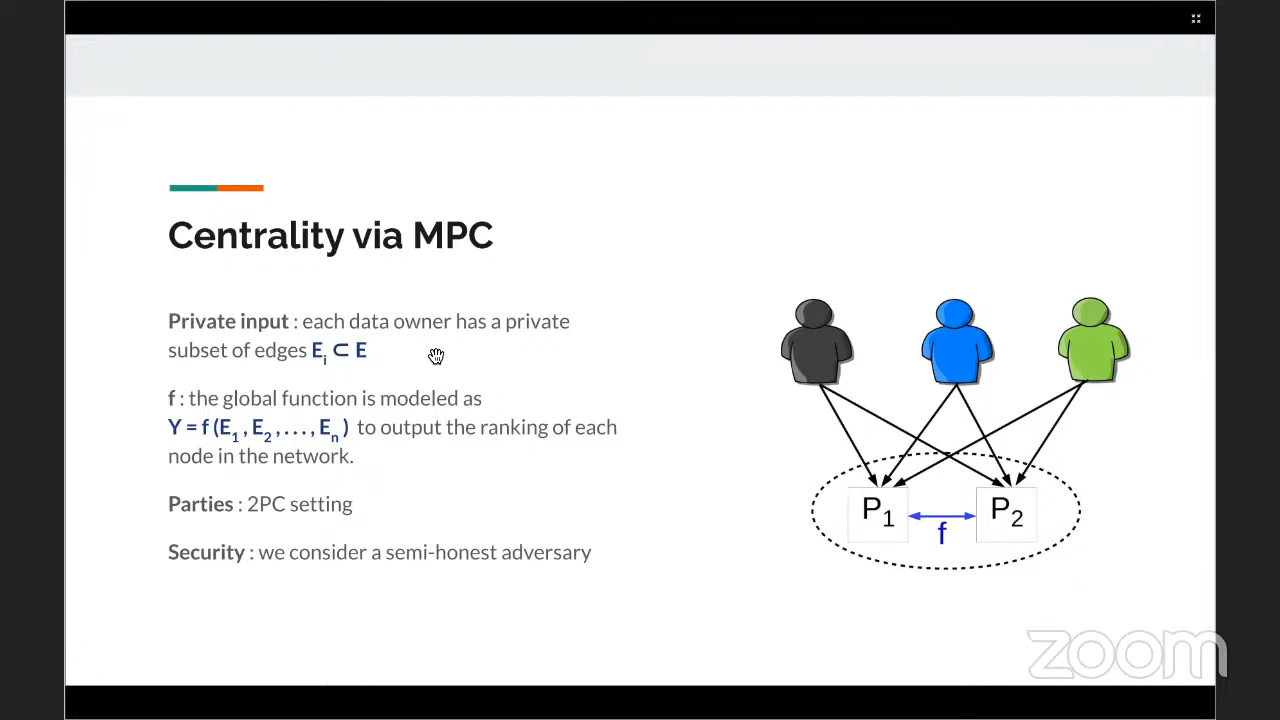 Centrality via MPC
Private input : each data owner has a private
subset of edges Eᵢ ⊂ E
f : the global function is modeled as
Y = f (E₁ , E₂ , . . . , Eₙ ) to output the ranking of each
node in the network.
Parties : 2PC setting
Security : we consider a semi-honest adversary
P₁
P₂
f
zoom